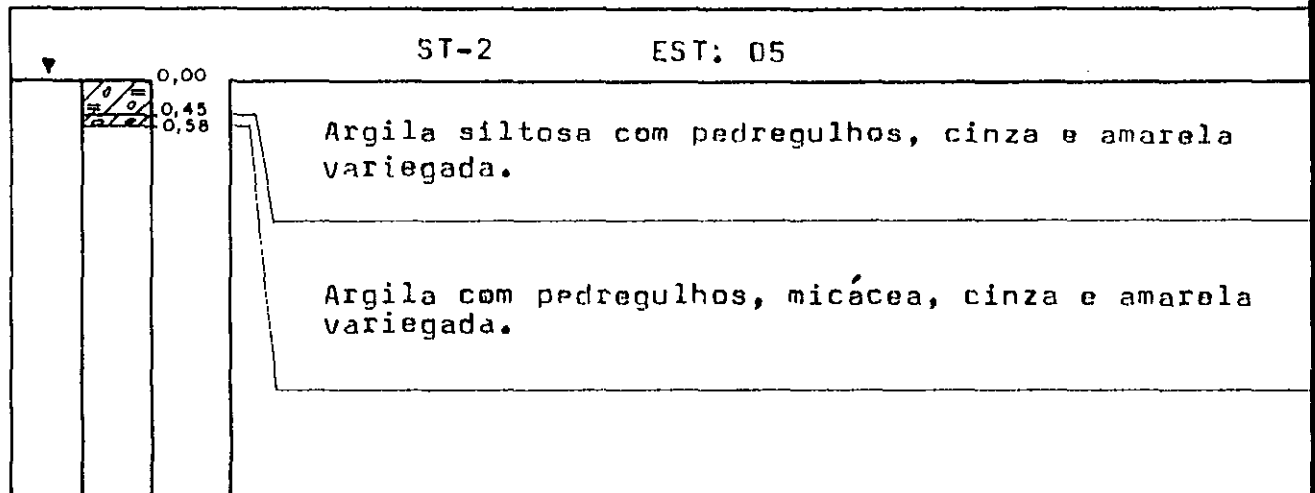 ST-2 EST: 05
0,00
0,45
0,58
Argila siltosa com pedregulhos, cinza e amarela
variegada.
Argila com pedregulhos, micácea, cinza e amarela
variegada.